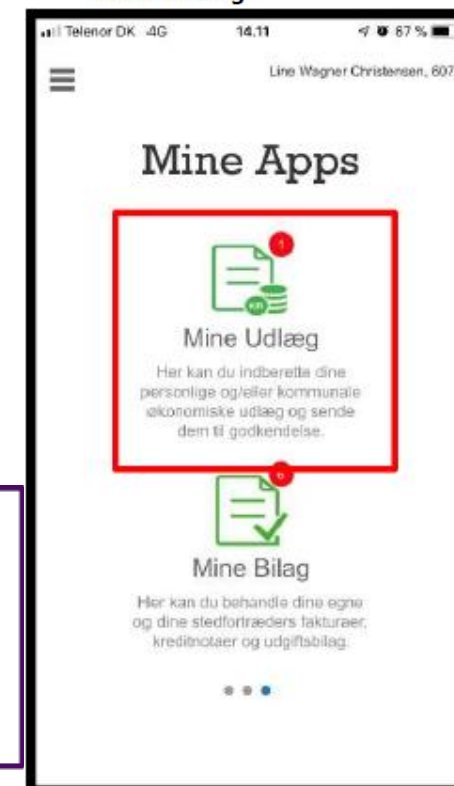 Telenor DK 4G 14.11 67 %
Line Wagner Christensen, 607
Mine Apps
1
Mine Udlæg
Her kan du indberette dine
personlige og/eller kommunale
økonomiske udlæg og sende
dem til godkendelse.
6
Mine Bilag
Her kan du behandle dine egne
og dine stedfortræders fakturaer,
kreditnotaer og udgiftsbilag.